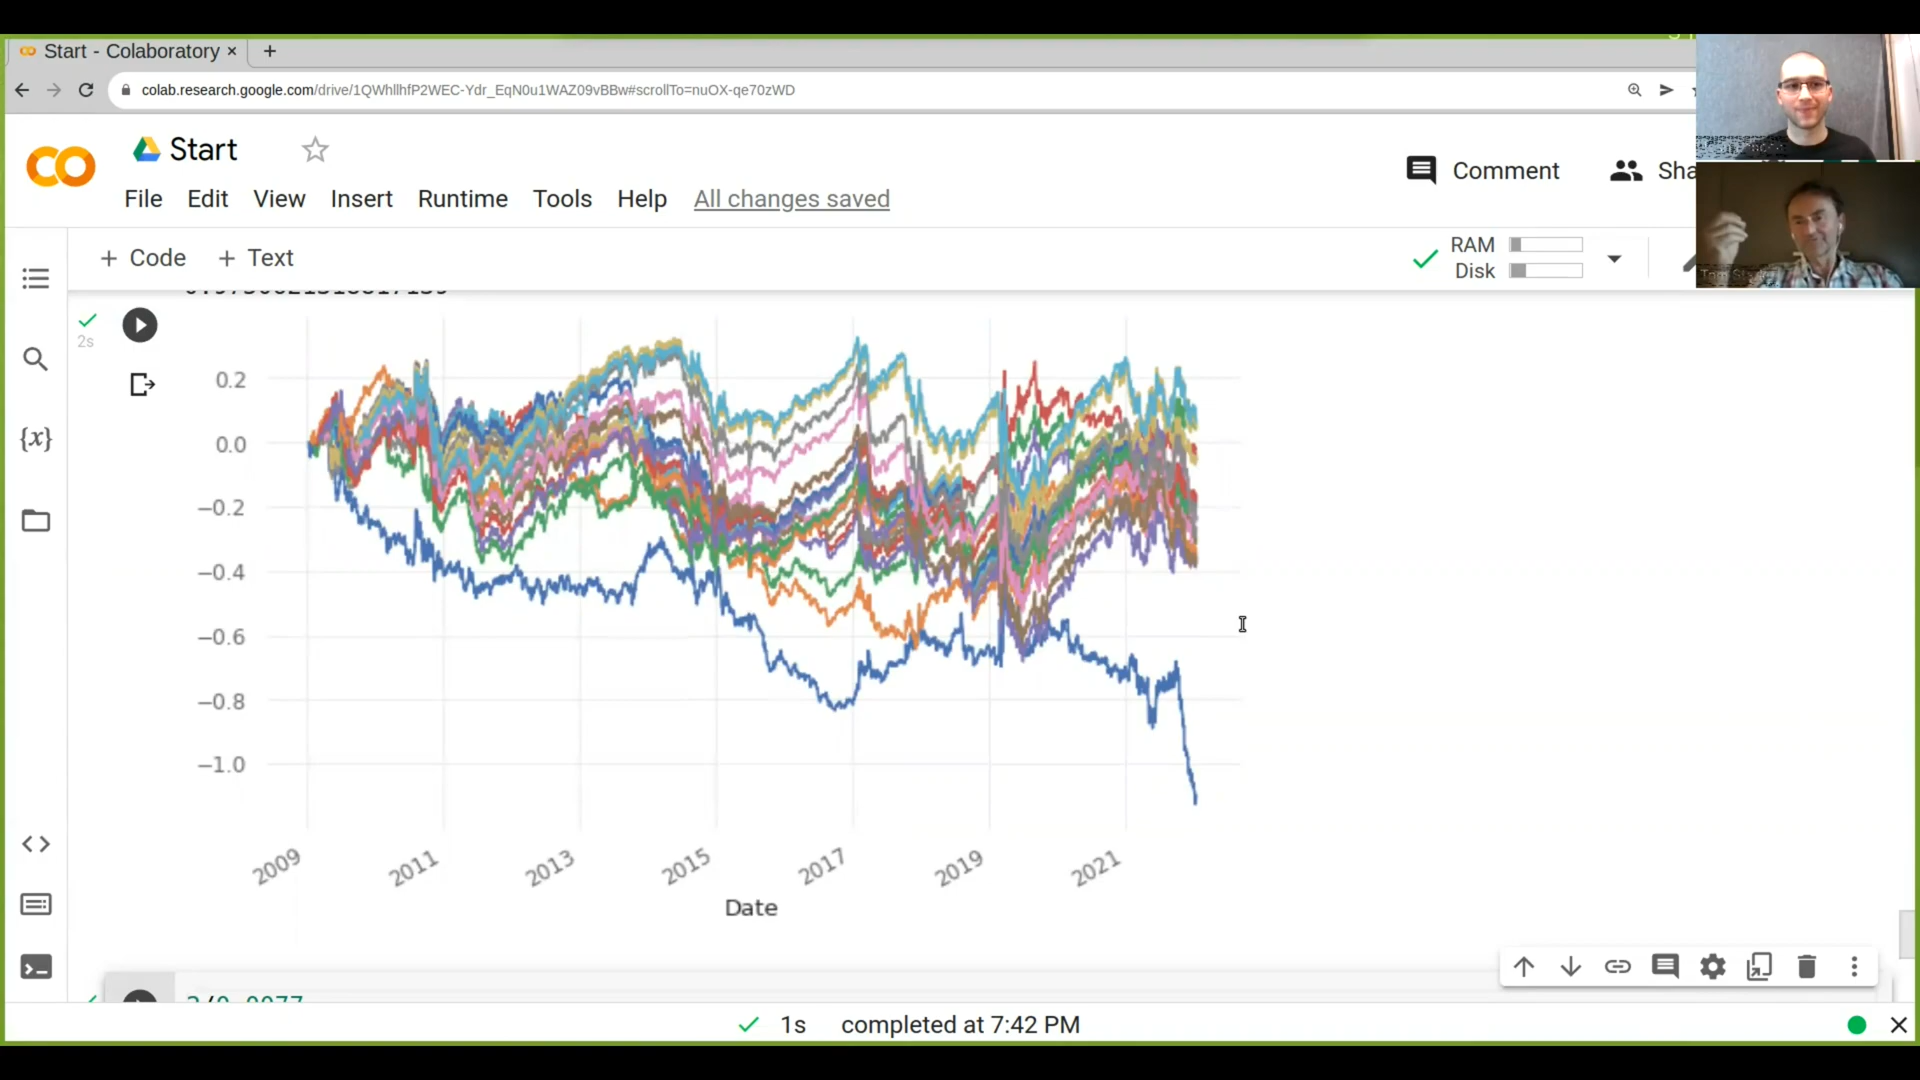 Start - Colaboratory
colab.research.google.com/drive/1QWhllhfP2WEC-Ydr_EqN0u1WAZ09vBBw#scrollTo=nuOX-qe70zWD
Start
File Edit View Insert Runtime Tools Help All changes saved
Comment
Sha
+ Code + Text
RAM
Disk
2s
{x}
0.2
0.0
−0.2
−0.4
−0.6
−0.8
−1.0
2009 2011 2013 2015 2017 2019 2021
Date
1s completed at 7:42 PM